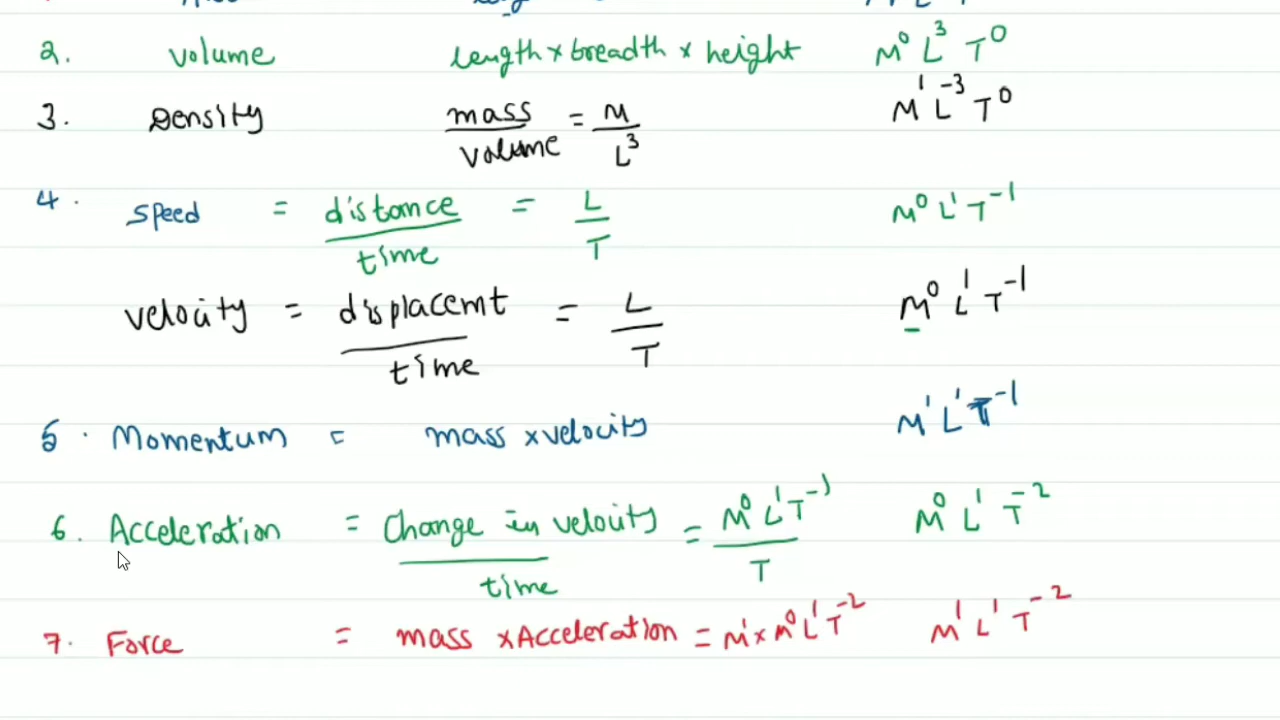 2. volume length × breadth × height M⁰ L³ T⁰
3. Density mass/volume = M/L³ M¹ L⁻³ T⁰
4. speed = distance/time = L/T M⁰ L¹ T⁻¹
velocity = displacemt/time = L/T M⁰ L¹ T⁻¹
5. Momentum = mass × velocity M¹ L¹ T⁻¹
6. Acceleration = Change in velocity/time = M⁰ L¹ T⁻¹/T M⁰ L¹ T⁻²
7. Force = mass × Acceleration = M¹ × M⁰ L¹ T⁻² M¹ L¹ T⁻²